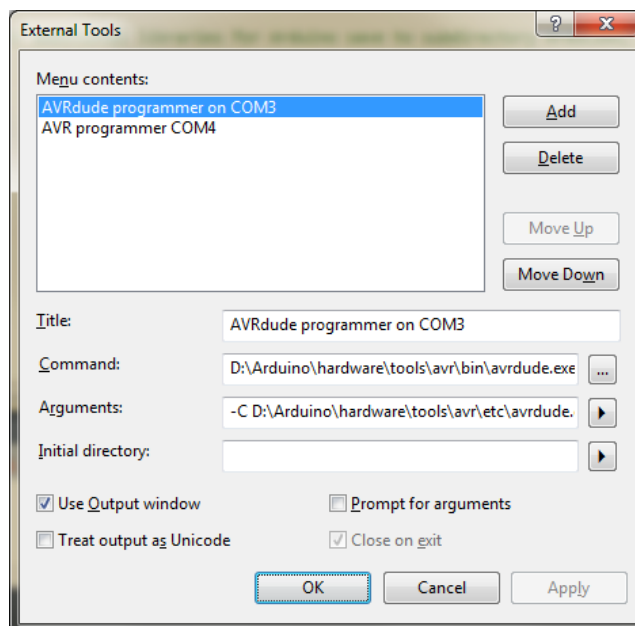 External Tools
Menu contents:
AVRdude programmer on COM3
AVR programmer COM4
Add
Delete
Move Up
Move Down
Title:
AVRdude programmer on COM3
Command:
D:\Arduino\hardware\tools\avr\bin\avrdude.exe
...
Arguments:
-C D:\Arduino\hardware\tools\avr\etc\avrdude.
Initial directory:
Use Output window
Prompt for arguments
Treat output as Unicode
Close on exit
OK
Cancel
Apply